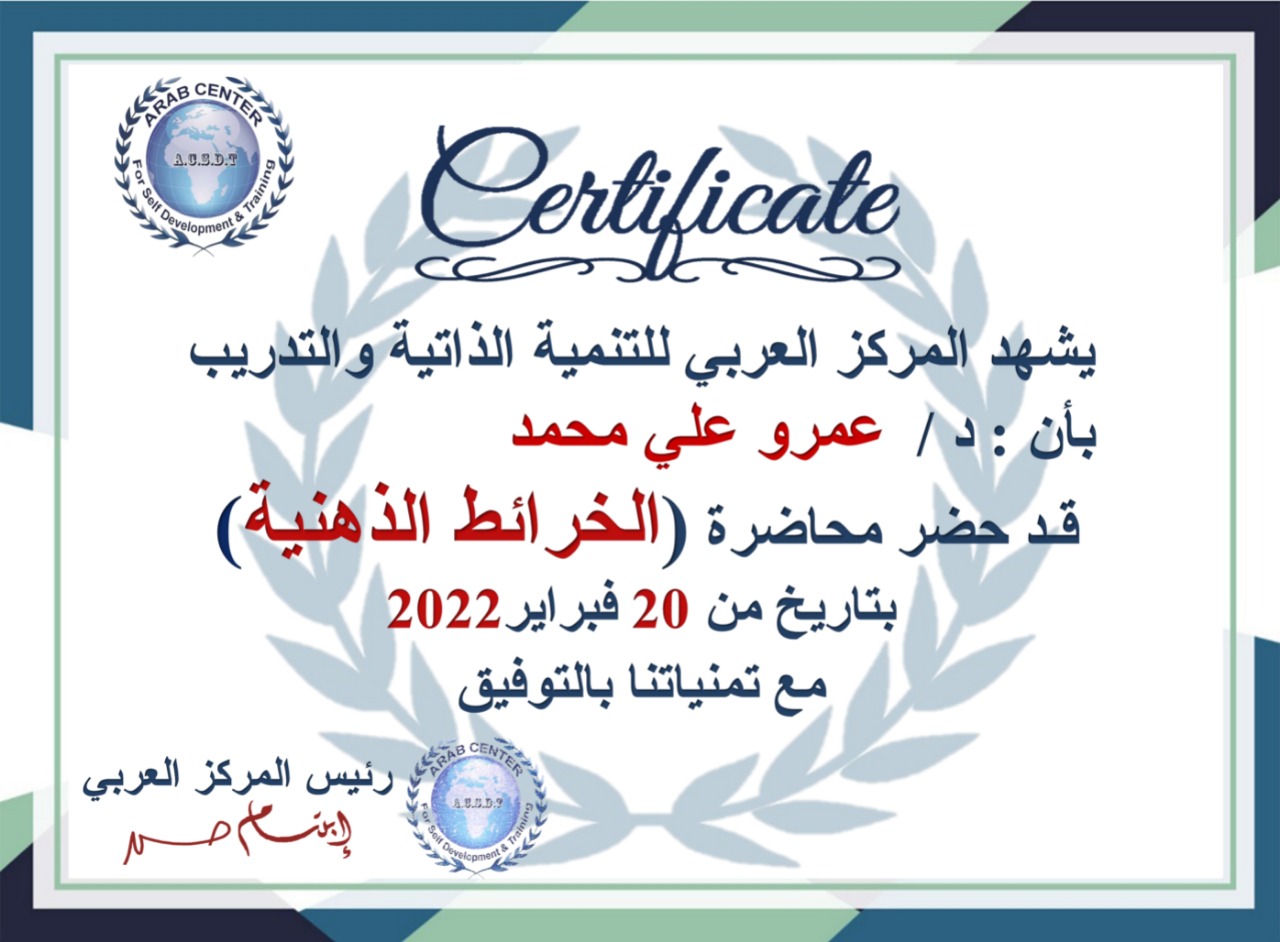 ARAB CENTER
A.C.S.D.T
For Self Development & Training
Certificate
يشهد المركز العربي للتنمية الذاتية والتدريب
بأن : د / عمرو علي محمد
قد حضر محاضرة (الخرائط الذهنية)
بتاريخ من 20 فبراير2022
مع تمنياتنا بالتوفيق
رئيس المركز العربي
إبتسام
ARAB CENTER
A.C.S.D.T
For Self Development & Training